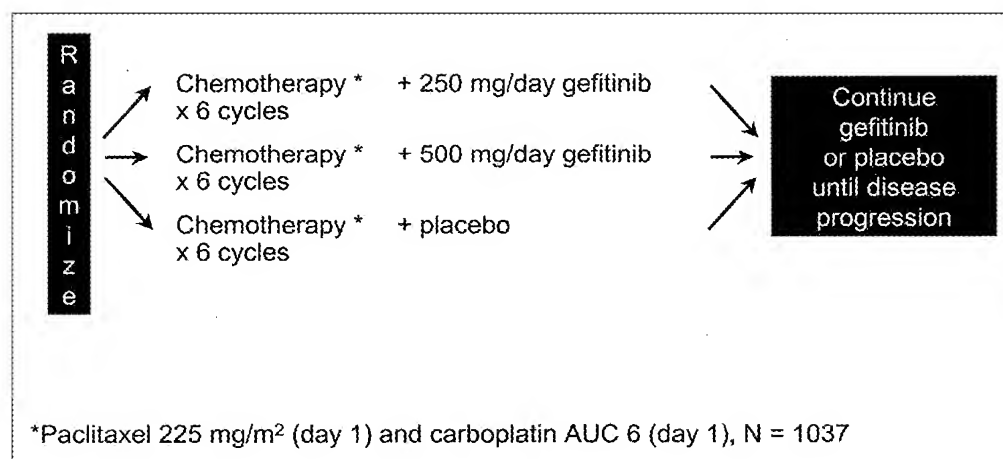 Randomize
Chemotherapy * + 250 mg/day gefitinib
x 6 cycles
Chemotherapy * + 500 mg/day gefitinib
x 6 cycles
Chemotherapy * + placebo
x 6 cycles
Continue
gefitinib
or placebo
until disease
progression
*Paclitaxel 225 mg/m² (day 1) and carboplatin AUC 6 (day 1), N = 1037